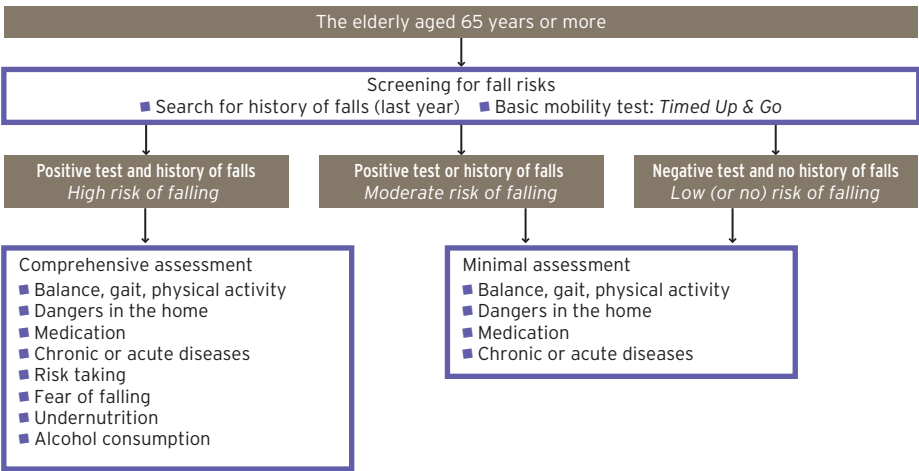 The elderly aged 65 years or more
Screening for fall risks
■ Search for history of falls (last year) ■ Basic mobility test: Timed Up & Go
Positive test and history of falls
High risk of falling
Positive test or history of falls
Moderate risk of falling
Negative test and no history of falls
Low (or no) risk of falling
Comprehensive assessment
■ Balance, gait, physical activity
■ Dangers in the home
■ Medication
■ Chronic or acute diseases
■ Risk taking
■ Fear of falling
■ Undernutrition
■ Alcohol consumption
Minimal assessment
■ Balance, gait, physical activity
■ Dangers in the home
■ Medication
■ Chronic or acute diseases